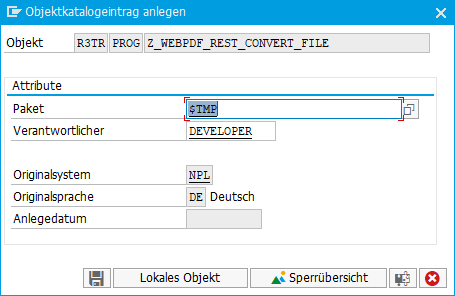 Objektkatalogeintrag anlegen
Objekt R3TR PROG Z_WEBPDF_REST_CONVERT_FILE
Attribute
Paket $TMP
Verantwortlicher DEVELOPER
Originalsystem NPL
Originalsprache DE Deutsch
Anlegedatum
Lokales Objekt Sperrübersicht